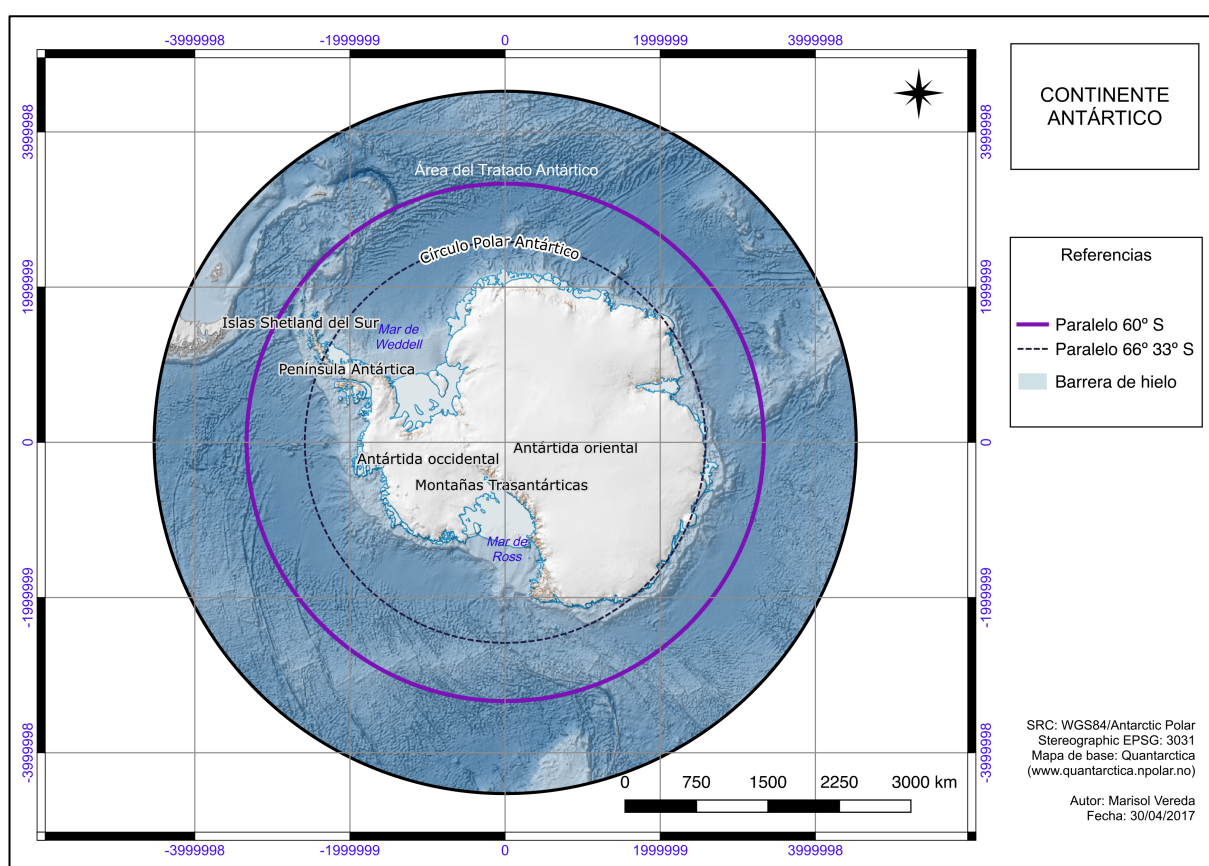 -3999998 -1999999 0 1999999 3999998
CONTINENTE
ANTÁRTICO
3999998 3999998
Área del Tratado Antártico
Círculo Polar Antártico
Referencias
1999999 1999999
Islas Shetland del Sur
Mar de
Weddell
Paralelo 60º S
Paralelo 66º 33º S
Península Antártica
Barrera de hielo
0 0
Antártida oriental
Antártida occidental
Montañas Trasantárticas
Mar de
Ross
-1999999 -1999999
-3999998 -3999998
SRC: WGS84/Antarctic Polar
Stereographic EPSG: 3031
Mapa de base: Quantarctica
(www.quantarctica.npolar.no)
0 750 1500 2250 3000 km
Autor: Marisol Vereda
Fecha: 30/04/2017
-3999998 -1999999 0 1999999 3999998